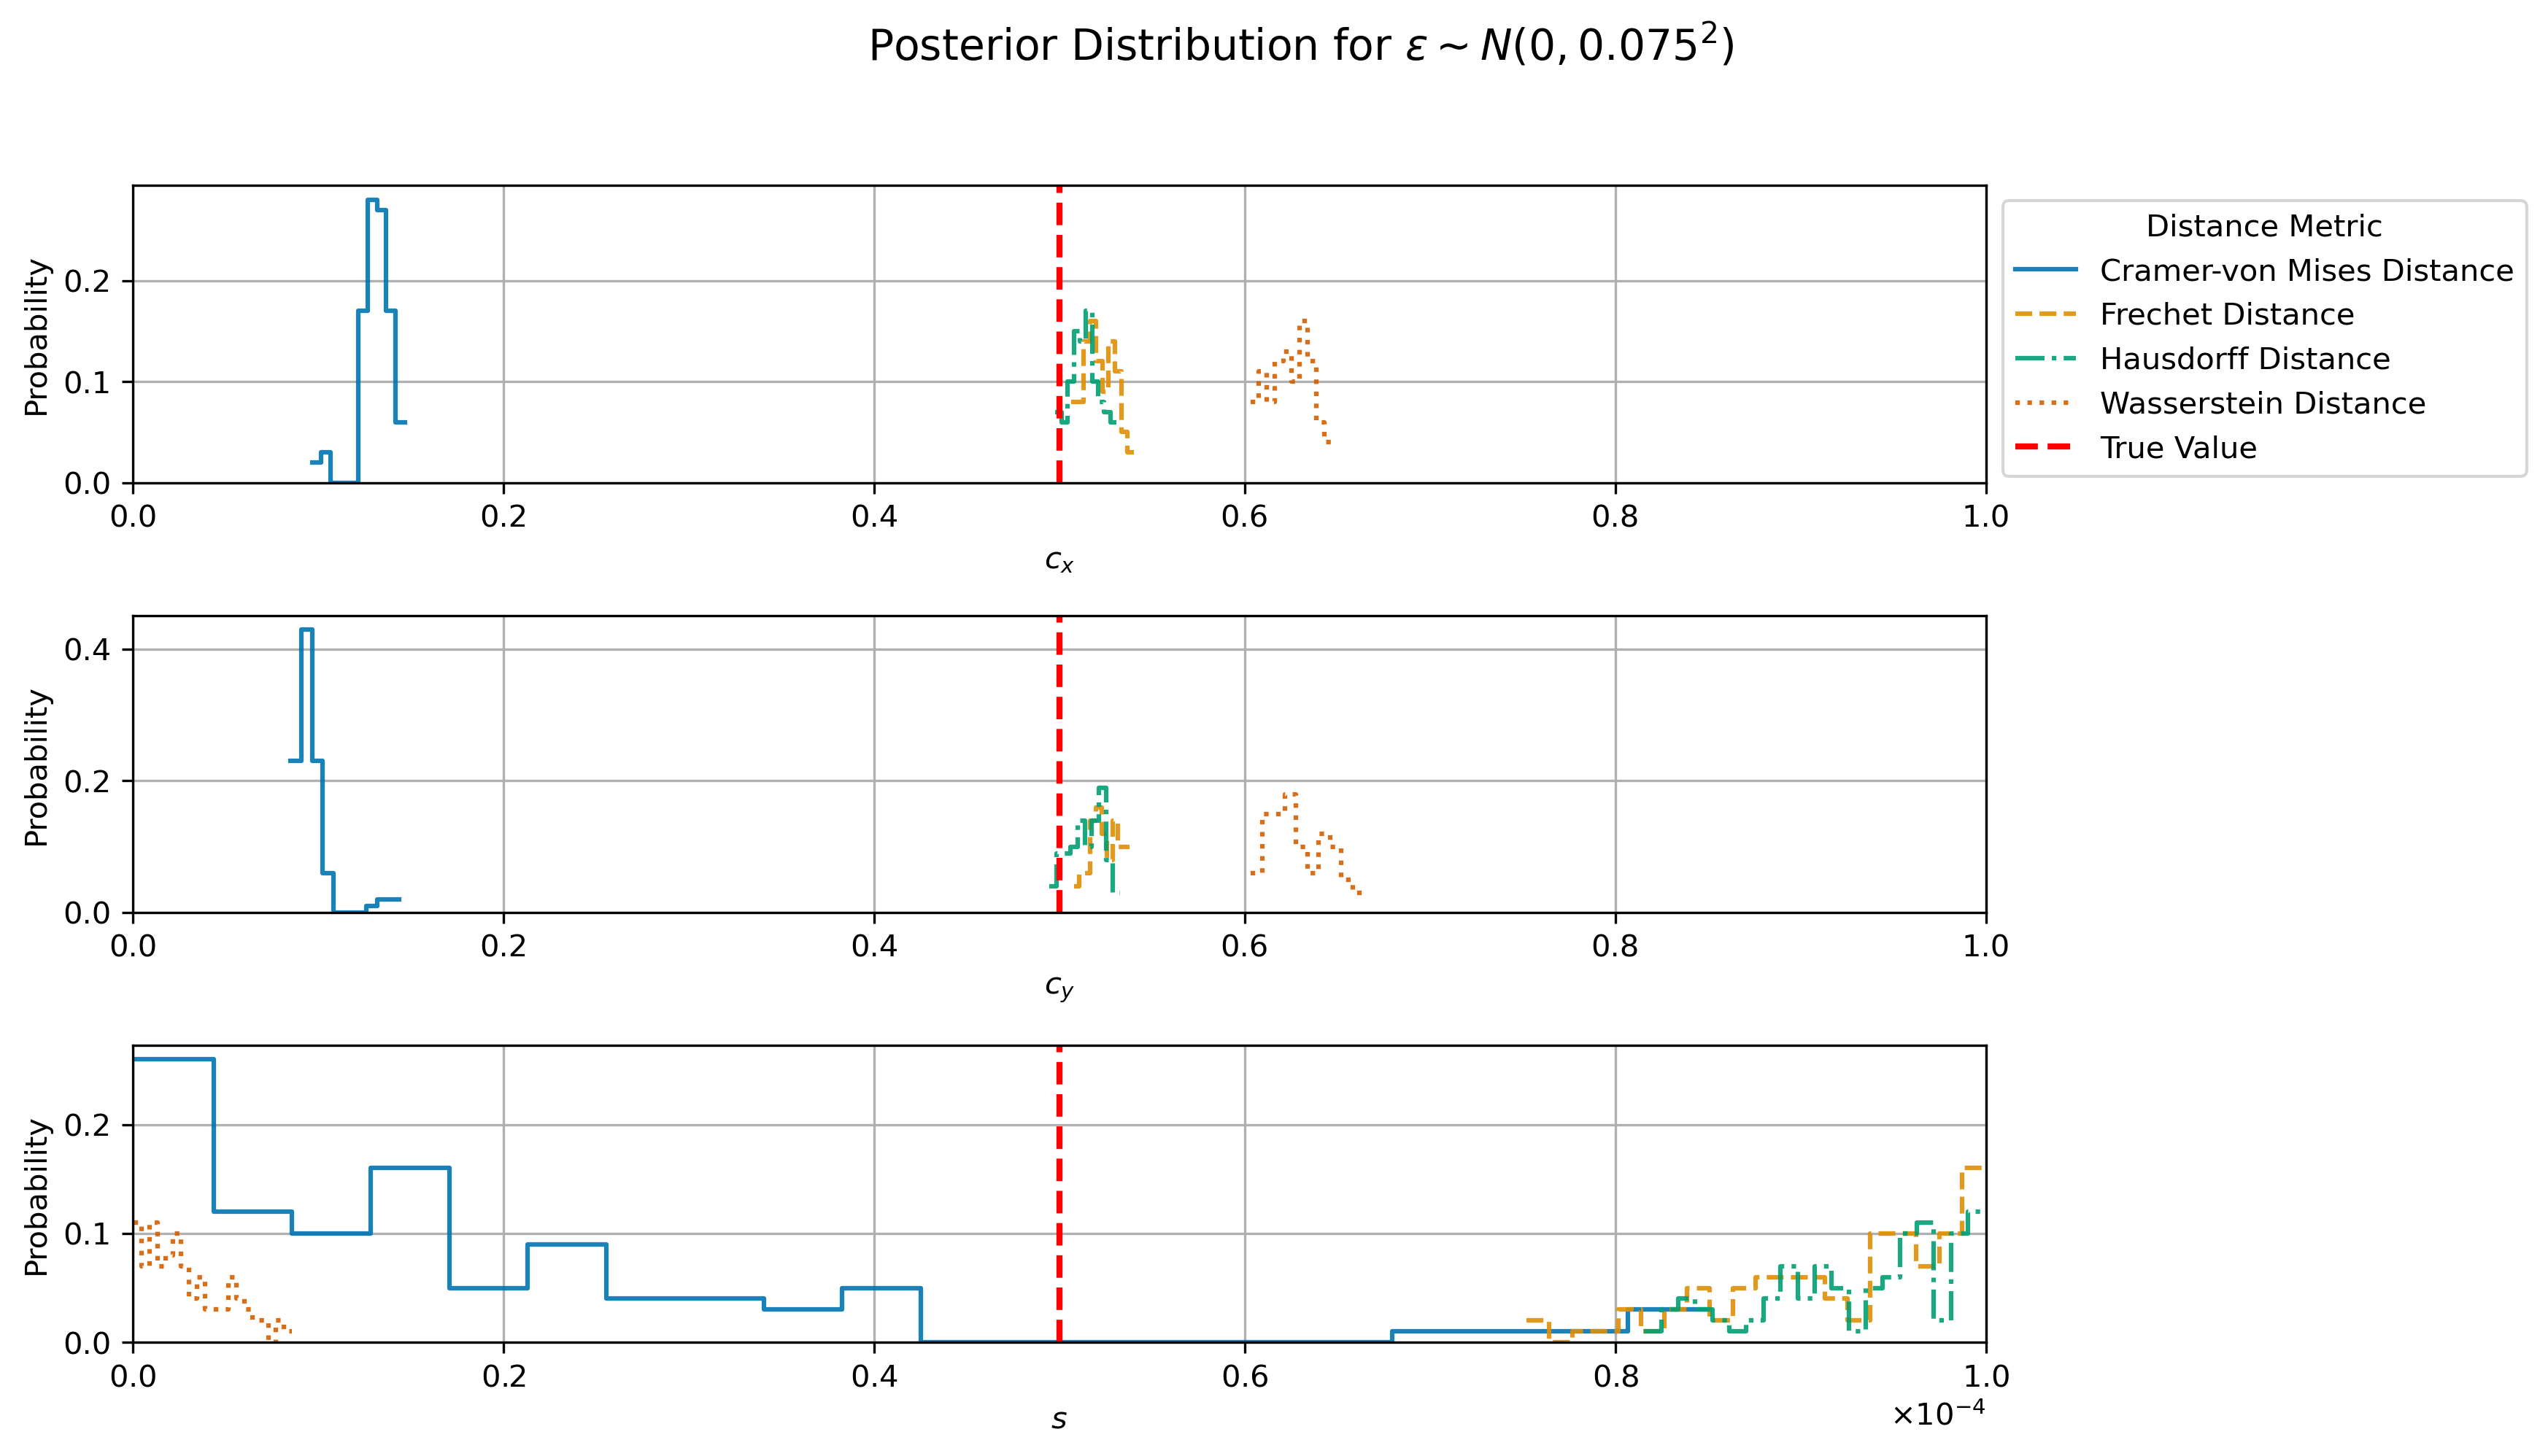 Posterior Distribution for ε ~ N(0, 0.075²)
Probability
0.2
0.1
0.0
0.0 0.2 0.4 0.6 0.8 1.0
c_x
Distance Metric
Cramer-von Mises Distance
Frechet Distance
Hausdorff Distance
Wasserstein Distance
True Value
Probability
0.4
0.2
0.0
0.0 0.2 0.4 0.6 0.8 1.0
c_y
Probability
0.2
0.1
0.0
0.0 0.2 0.4 0.6 0.8 1.0
s
×10⁻⁴